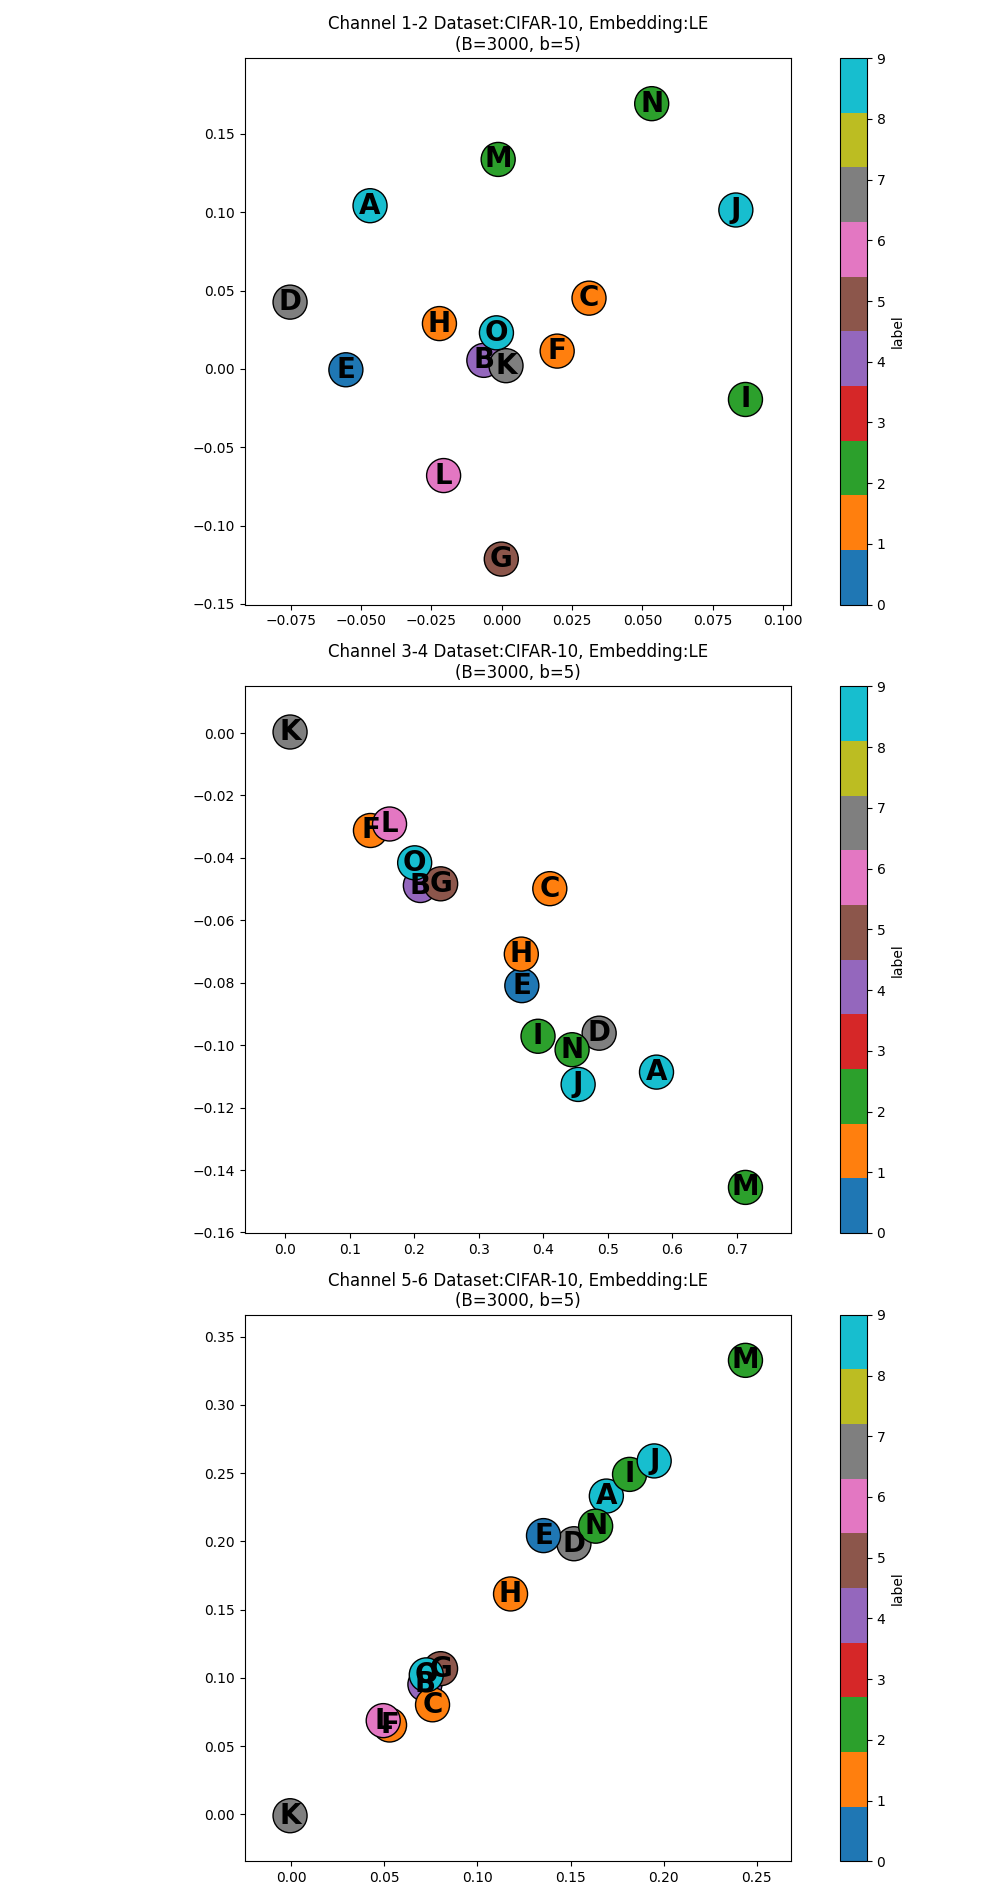 Channel 1-2 Dataset:CIFAR-10, Embedding:LE
(B=3000, b=5)
N
M
A
J
D
C
H
O
F
B
K
E
I
L
G
0.15
0.10
0.05
0.00
−0.05
−0.10
−0.15
−0.075
−0.050
−0.025
0.000
0.025
0.050
0.075
0.100
9
8
7
6
5
4
3
2
1
0
label
Channel 3-4 Dataset:CIFAR-10, Embedding:LE
(B=3000, b=5)
K
F
L
O
B
G
C
H
E
I
N
D
J
A
M
0.00
−0.02
−0.04
−0.06
−0.08
−0.10
−0.12
−0.14
−0.16
0.0
0.1
0.2
0.3
0.4
0.5
0.6
0.7
9
8
7
6
5
4
3
2
1
0
label
Channel 5-6 Dataset:CIFAR-10, Embedding:LE
(B=3000, b=5)
M
J
I
A
N
E
D
H
G
O
B
C
L
F
K
0.35
0.30
0.25
0.20
0.15
0.10
0.05
0.00
0.00
0.05
0.10
0.15
0.20
0.25
9
8
7
6
5
4
3
2
1
0
label